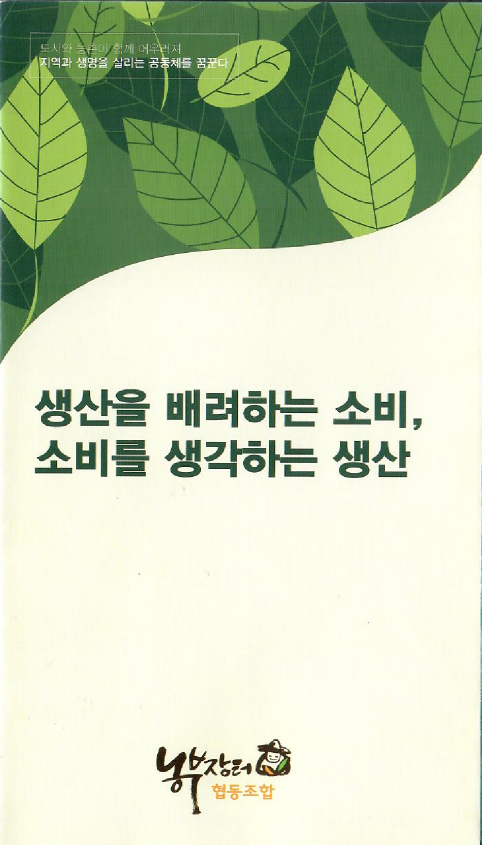 도시와 농촌이 함께 어우러져
지역과 생명을 살리는 공동체를 꿈꾼다
생산을 배려하는 소비,
소비를 생각하는 생산
농부장터
협동조합